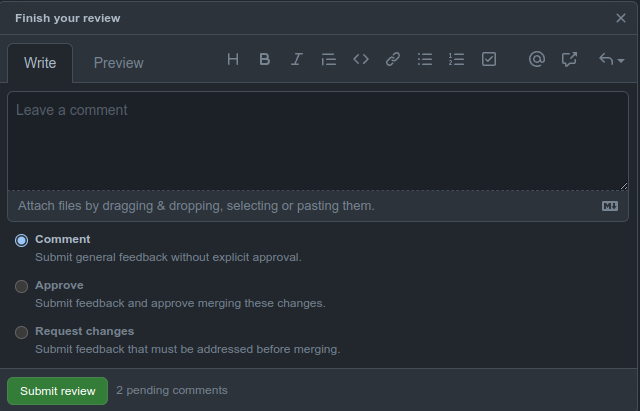 Finish your review
Write
Preview
H B I
Leave a comment
Attach files by dragging & dropping, selecting or pasting them.
Comment
Submit general feedback without explicit approval.
Approve
Submit feedback and approve merging these changes.
Request changes
Submit feedback that must be addressed before merging.
Submit review
2 pending comments